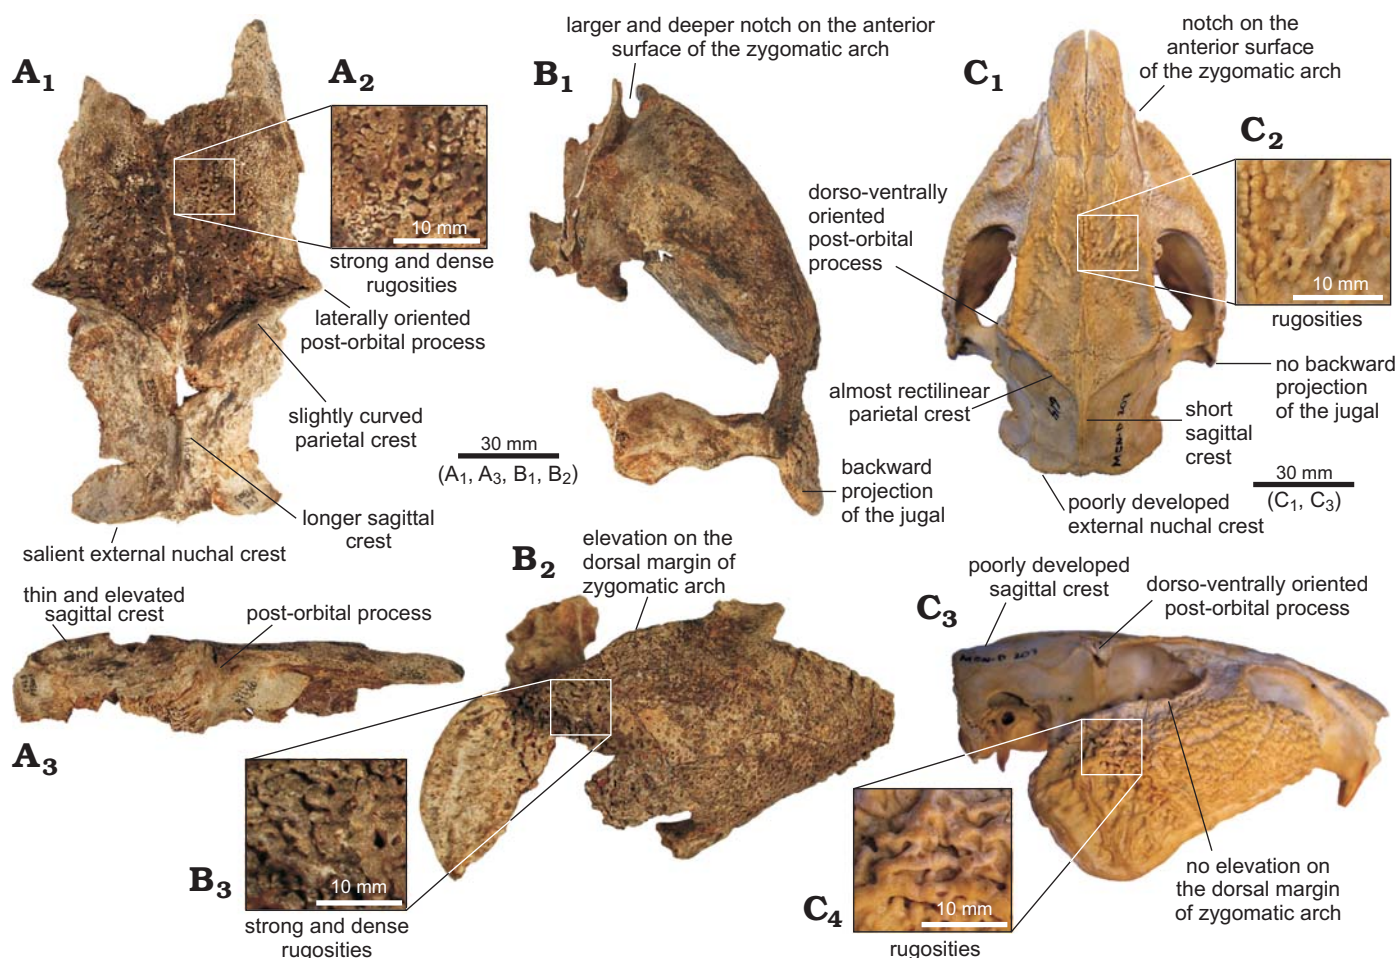 A1
A2
10 mm
strong and dense
rugosities
laterally oriented
post-orbital process
slightly curved
parietal crest
30 mm
(A1, A3, B1, B2)
longer sagittal
crest
salient external nuchal crest
larger and deeper notch on the anterior
surface of the zygomatic arch
B1
dorso-ventrally
oriented
post-orbital
process
almost rectilinear
parietal crest
backward
projection
of the jugal
C1
notch on the
anterior surface
of the zygomatic arch
C2
10 mm
rugosities
no backward
projection
of the jugal
short
sagittal
crest
poorly developed
external nuchal crest
30 mm
(C1, C3)
thin and elevated
sagittal crest
post-orbital process
A3
B2
elevation on the
dorsal margin of
zygomatic arch
B3
10 mm
strong and dense
rugosities
poorly developed
sagittal crest
C3
dorso-ventrally oriented
post-orbital process
C4
10 mm
rugosities
no elevation on
the dorsal margin
of zygomatic arch